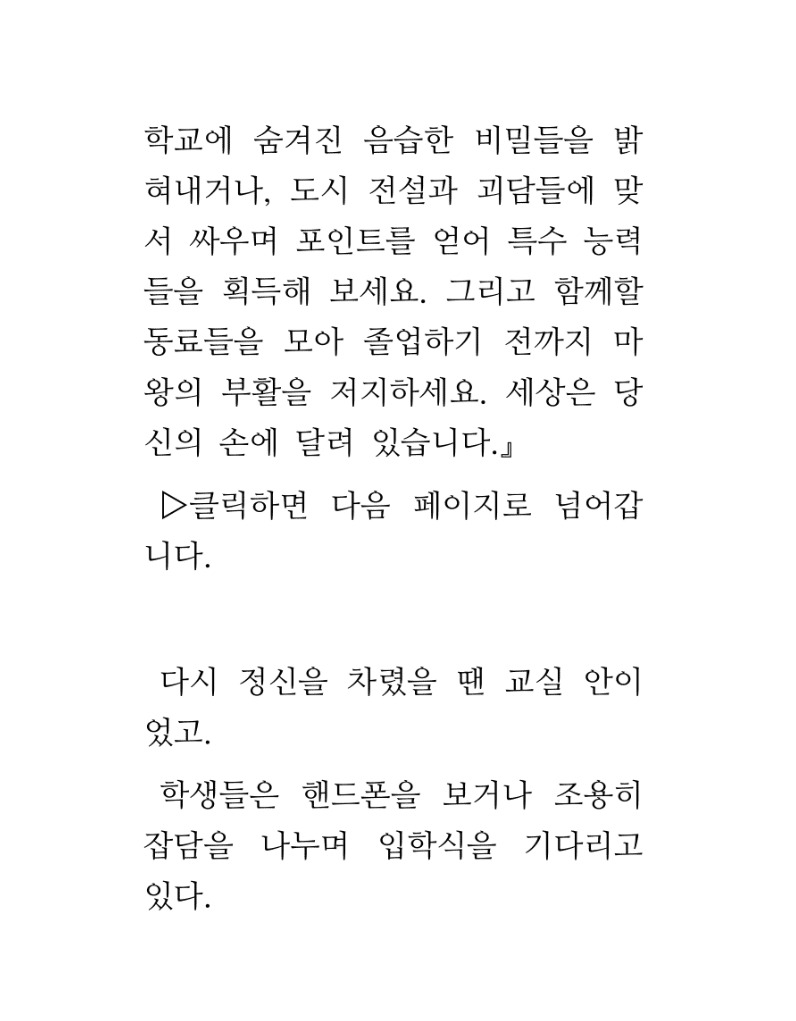 학교에 숨겨진 음습한 비밀들을 밝
혀내거나, 도시 전설과 괴담들에 맞
서 싸우며 포인트를 얻어 특수 능력
들을 획득해 보세요. 그리고 함께할
동료들을 모아 졸업하기 전까지 마
왕의 부활을 저지하세요. 세상은 당
신의 손에 달려 있습니다.』
▷클릭하면 다음 페이지로 넘어갑
니다.
다시 정신을 차렸을 땐 교실 안이
었고.
학생들은 핸드폰을 보거나 조용히
잡담을 나누며 입학식을 기다리고
있다.